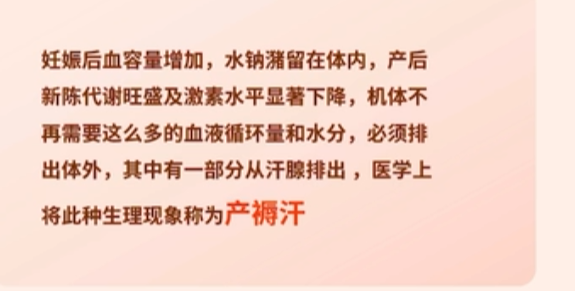 妊娠后血容量增加，水钠潴留在体内，产后
新陈代谢旺盛及激素水平显著下降，机体不
再需要这么多的血液循环量和水分，必须排
出体外，其中有一部分从汗腺排出 ，医学上
将此种生理现象称为产褥汗